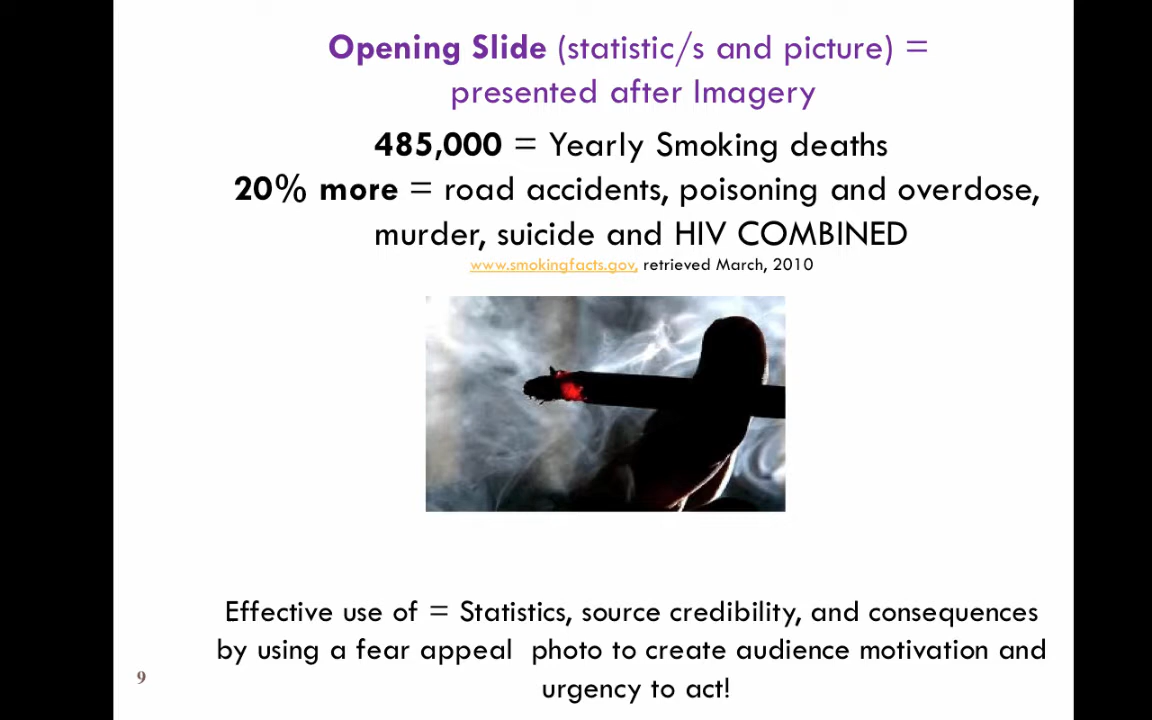 Opening Slide (statistic/s and picture) =
presented after Imagery
485,000 = Yearly Smoking deaths
20% more = road accidents, poisoning and overdose,
murder, suicide and HIV COMBINED
www.smokingfacts.gov, retrieved March, 2010
Effective use of = Statistics, source credibility, and consequences
by using a fear appeal photo to create audience motivation and
urgency to act!
9